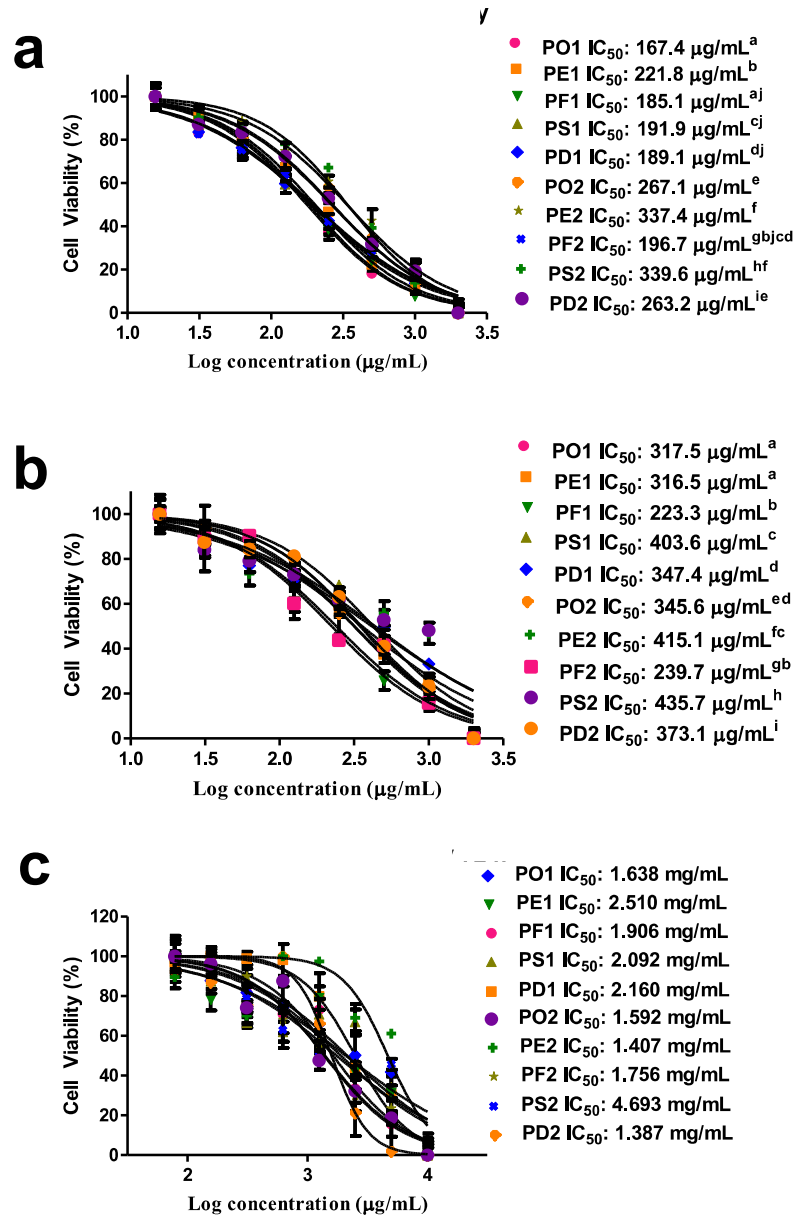 y
a
PO1 IC50: 167.4 μg/mLa
PE1 IC50: 221.8 μg/mLb
PF1 IC50: 185.1 μg/mLaj
PS1 IC50: 191.9 μg/mLcj
PD1 IC50: 189.1 μg/mLdj
PO2 IC50: 267.1 μg/mLe
PE2 IC50: 337.4 μg/mLf
PF2 IC50: 196.7 μg/mLgbjcd
PS2 IC50: 339.6 μg/mLhf
PD2 IC50: 263.2 μg/mLie
Cell Viability (%)
100
80
60
40
20
0
1.0 1.5 2.0 2.5 3.0 3.5
Log concentration (μg/mL)
b
PO1 IC50: 317.5 μg/mLa
PE1 IC50: 316.5 μg/mLa
PF1 IC50: 223.3 μg/mLb
PS1 IC50: 403.6 μg/mLc
PD1 IC50: 347.4 μg/mLd
PO2 IC50: 345.6 μg/mLed
PE2 IC50: 415.1 μg/mLfc
PF2 IC50: 239.7 μg/mLgb
PS2 IC50: 435.7 μg/mLh
PD2 IC50: 373.1 μg/mLi
Cell Viability (%)
100
80
60
40
20
0
1.0 1.5 2.0 2.5 3.0 3.5
Log concentration (μg/mL)
c
PO1 IC50: 1.638 mg/mL
PE1 IC50: 2.510 mg/mL
PF1 IC50: 1.906 mg/mL
PS1 IC50: 2.092 mg/mL
PD1 IC50: 2.160 mg/mL
PO2 IC50: 1.592 mg/mL
PE2 IC50: 1.407 mg/mL
PF2 IC50: 1.756 mg/mL
PS2 IC50: 4.693 mg/mL
PD2 IC50: 1.387 mg/mL
Cell Viability (%)
120
100
80
60
40
20
0
2 3 4
Log concentration (μg/mL)